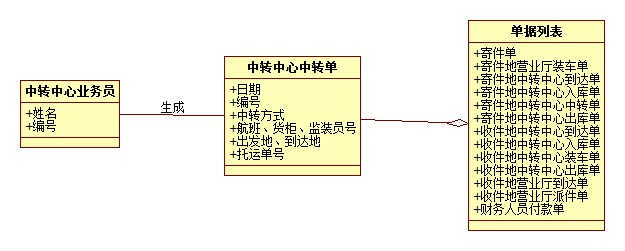 中转中心业务员
+姓名
+编号
生成
中转中心中转单
+日期
+编号
+中转方式
+航班、货柜、监装员号
+出发地、到达地
+托运单号
单据列表
+寄件单
+寄件地营业厅装车单
+寄件地中转中心到达单
+寄件地中转中心入库单
+寄件地中转中心中转单
+寄件地中转中心出库单
+收件地中转中心到达单
+收件地中转中心入库单
+收件地中转中心装车单
+收件地中转中心出库单
+收件地营业厅到达单
+收件地营业厅派件单
+财务人员付款单